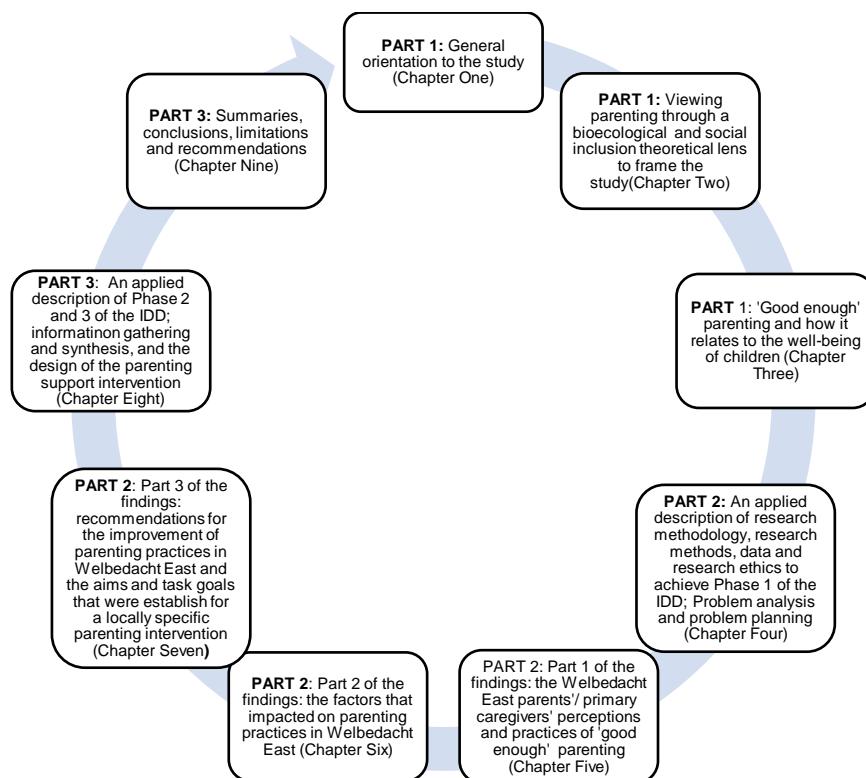 PART 1: General
orientation to the study
(Chapter One)
PART 1: Viewing
parenting through a
bioecological and social
inclusion theoretical lens
to frame the
study(Chapter Two)
PART 1: 'Good enough'
parenting and how it
relates to the well-being
of children (Chapter
Three)
PART 2: An applied
description of research
methodology, research
methods, data and
research ethics to
achieve Phase 1 of the
IDD; Problem analysis
and problem planning
(Chapter Four)
PART 2: Part 1 of the
findings: the Welbedacht
East parents'/ primary
caregivers' perceptions
and practices of 'good
enough' parenting
(Chapter Five)
PART 2: Part 2 of the
findings: the factors that
impacted on parenting
practices in Welbedacht
East (Chapter Six)
PART 2: Part 3 of the
findings:
recommendations for
the improvement of
parenting practices in
Welbedacht East and
the aims and task goals
that were establish for
a locally specific
parenting intervention
(Chapter Seven)
PART 3: An applied
description of Phase 2
and 3 of the IDD;
informatinon gathering
and synthesis, and the
design of the parenting
support intervention
(Chapter Eight)
PART 3: Summaries,
conclusions, limitations
and recommendations
(Chapter Nine)